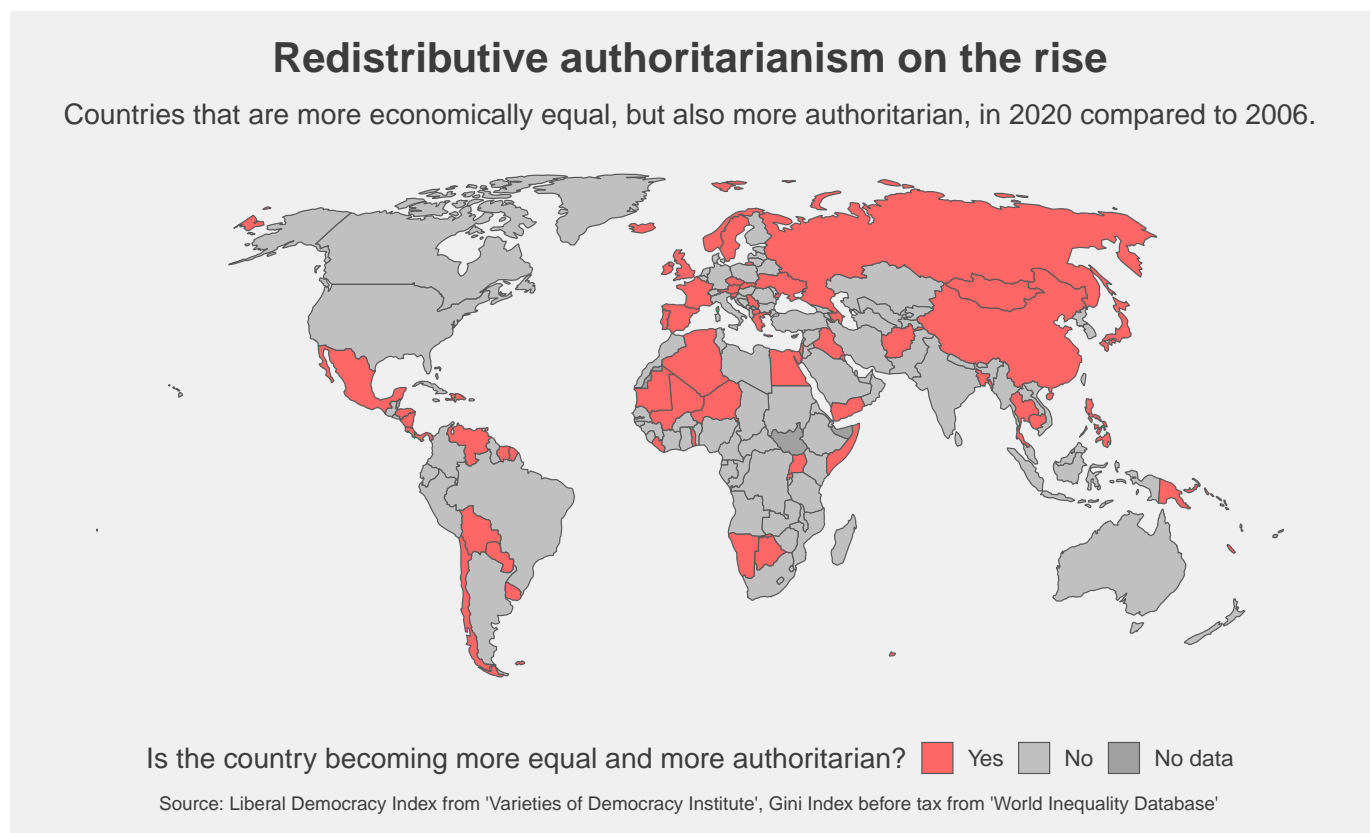 Redistributive authoritarianism on the rise
Countries that are more economically equal, but also more authoritarian, in 2020 compared to 2006.
Is the country becoming more equal and more authoritarian? Yes No No data
Source: Liberal Democracy Index from 'Varieties of Democracy Institute', Gini Index before tax from 'World Inequality Database'